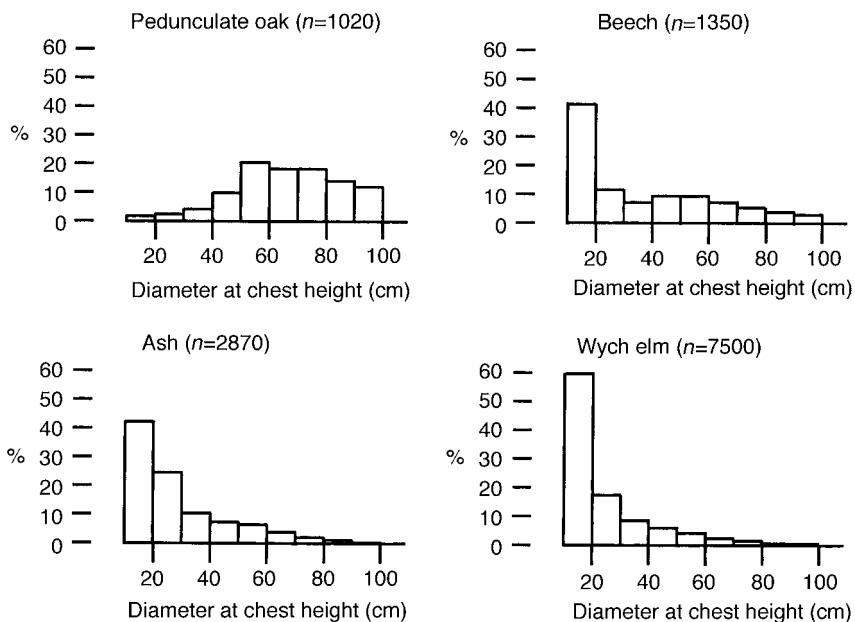 Pedunculate oak (n=1020)
60
50
40
% 30
20
10
0
20 40 60 80 100
Diameter at chest height (cm)
Beech (n=1350)
60
50
40
% 30
20
10
0
20 40 60 80 100
Diameter at chest height (cm)
Ash (n=2870)
60
50
40
% 30
20
10
0
20 40 60 80 100
Diameter at chest height (cm)
Wych elm (n=7500)
60
50
40
% 30
20
10
0
20 40 60 80 100
Diameter at chest height (cm)